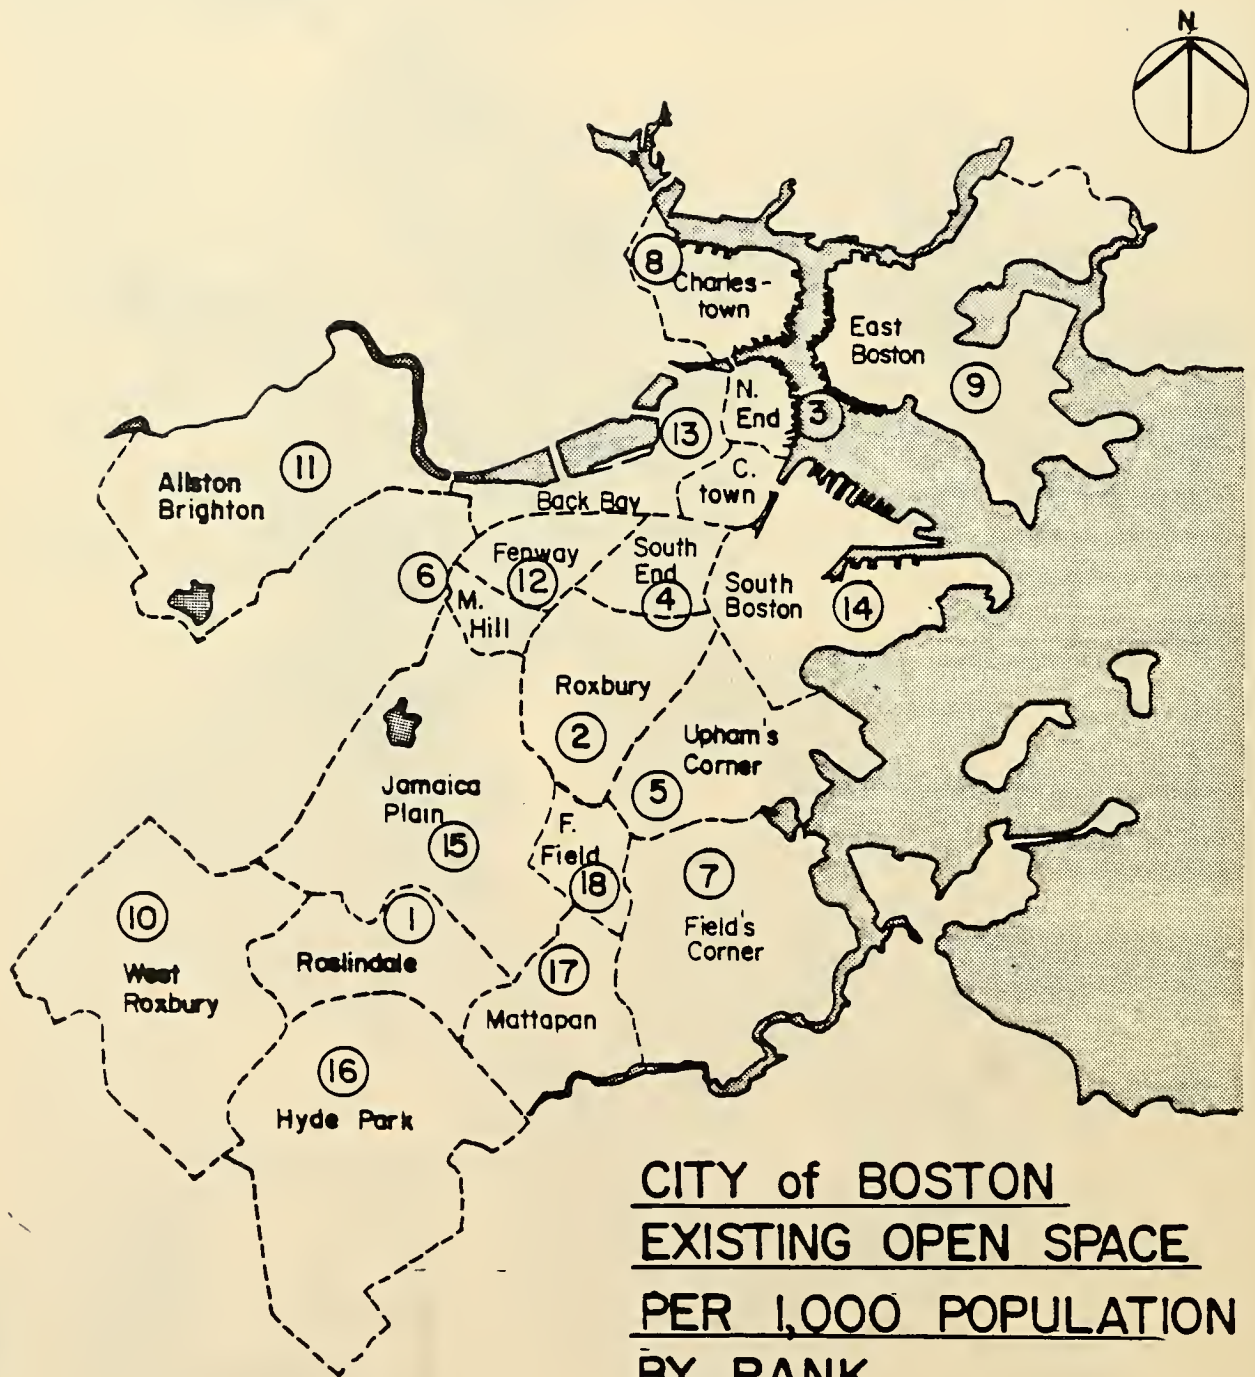 N
8
Charles-
town
East
Boston
9
N.
End
3
13
11
Allston
Brighton
C.
town
Back Bay
Fenway
12
6
M.
Hill
South
End
4
South
Boston
14
Roxbury
2
Upham's
Corner
5
Jamaica
Plain
15
F.
Field
18
7
Field's
Corner
10
West
Roxbury
1
Roslindale
17
Mattapan
16
Hyde Park
CITY of BOSTON
EXISTING OPEN SPACE
PER 1,000 POPULATION
BY RANK